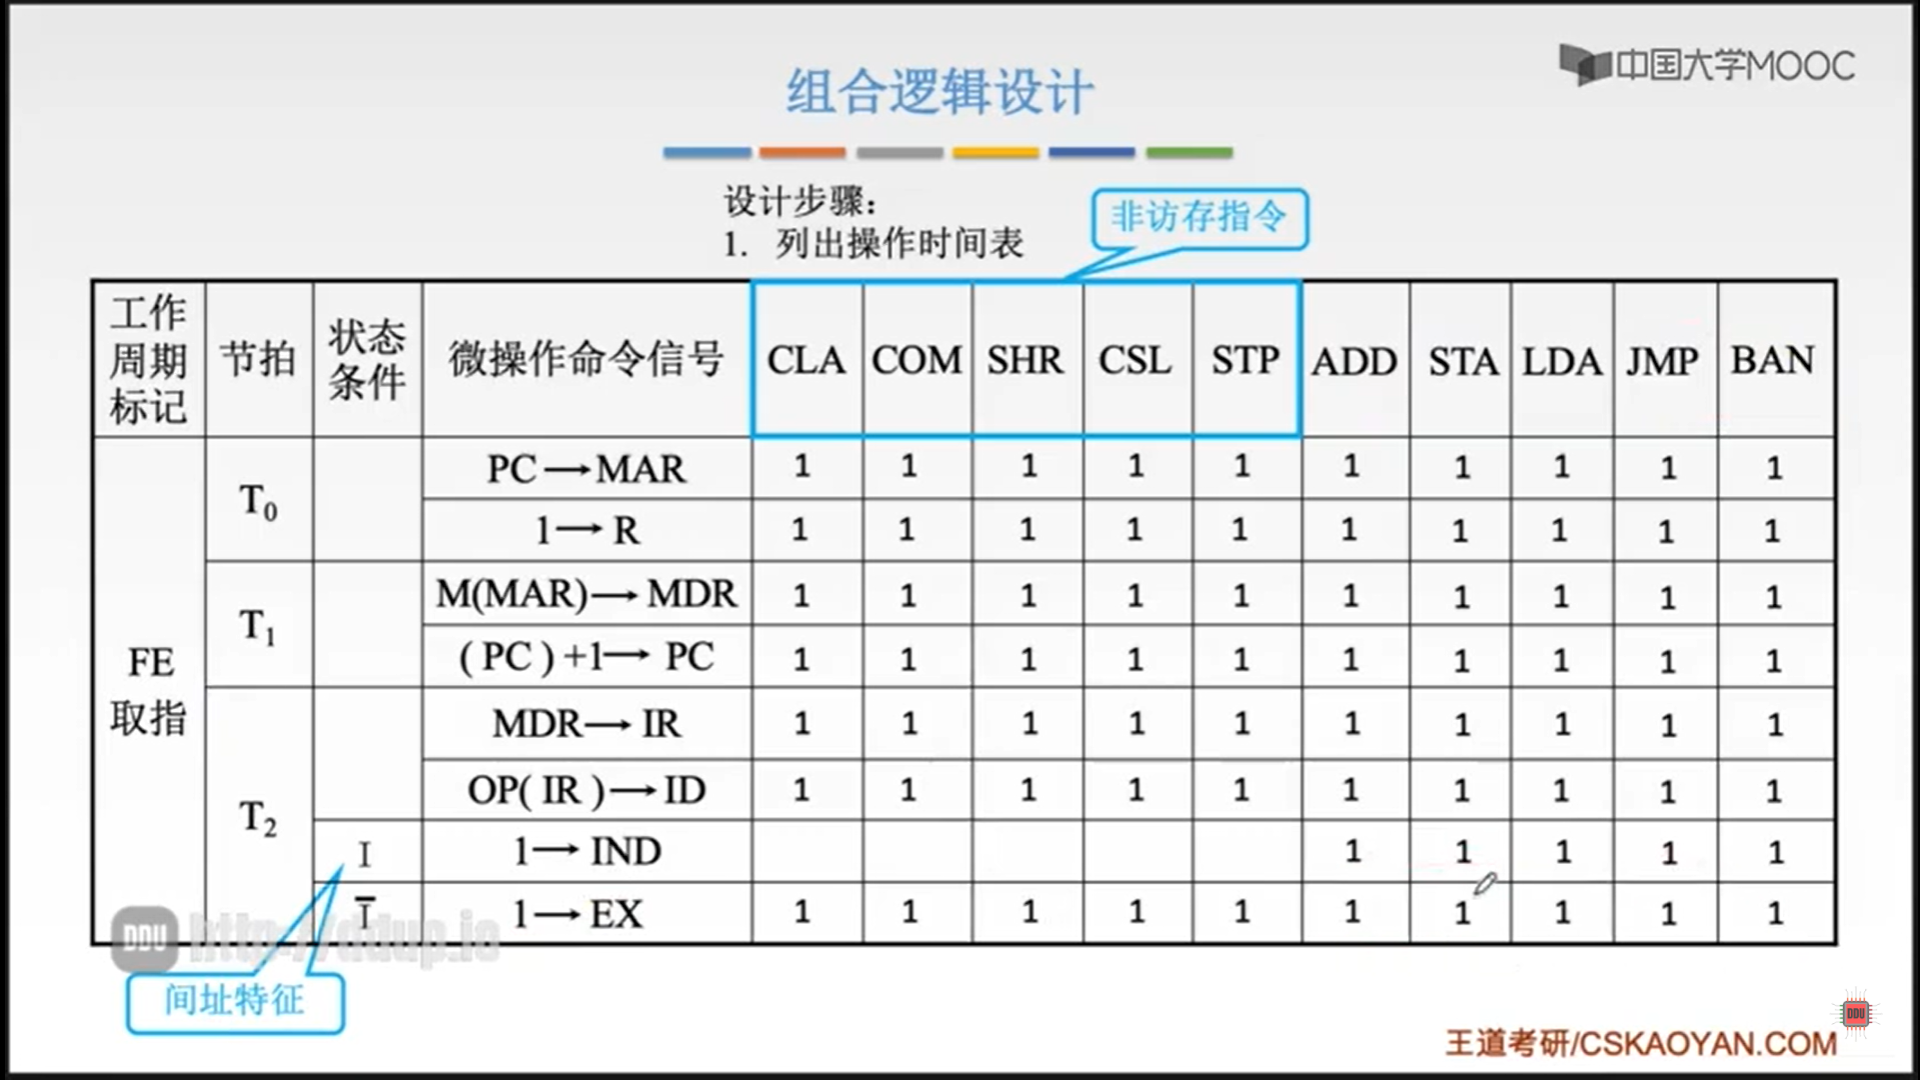 中国大学MOOC
组合逻辑设计
设计步骤：
1. 列出操作时间表
非访存指令
工作周期标记 节拍 状态条件 微操作命令信号 CLA COM SHR CSL STP ADD STA LDA JMP BAN
FE 取指
T0 PC→MAR 1 1 1 1 1 1 1 1 1 1
1→R 1 1 1 1 1 1 1 1 1 1
T1 M(MAR)→MDR 1 1 1 1 1 1 1 1 1 1
(PC)+1→PC 1 1 1 1 1 1 1 1 1 1
T2 MDR→IR 1 1 1 1 1 1 1 1 1 1
OP(IR)→ID 1 1 1 1 1 1 1 1 1 1
I 1→IND 1 1 1 1 1
Ī 1→EX 1 1 1 1 1 1 1 1 1 1
DDU http://ddup.io
间址特征
DDU
王道考研/CSKAOYAN.COM